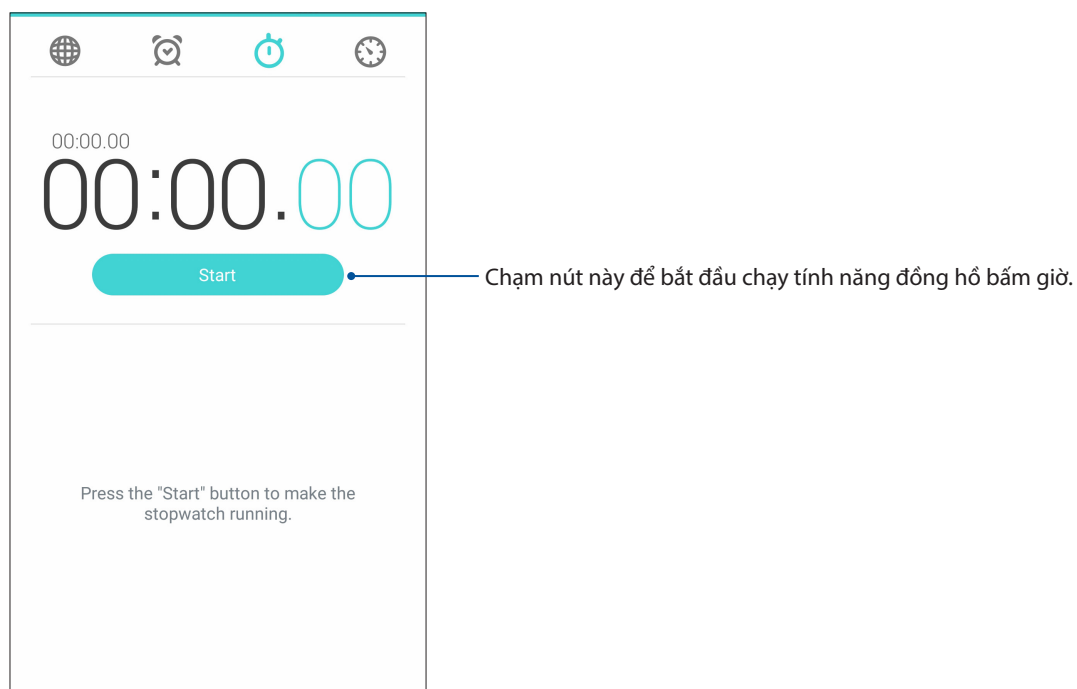 00:00.00
00:00.00
Start
Chạm nút này để bắt đầu chạy tính năng đồng hồ bấm giờ.
Press the "Start" button to make the
stopwatch running.